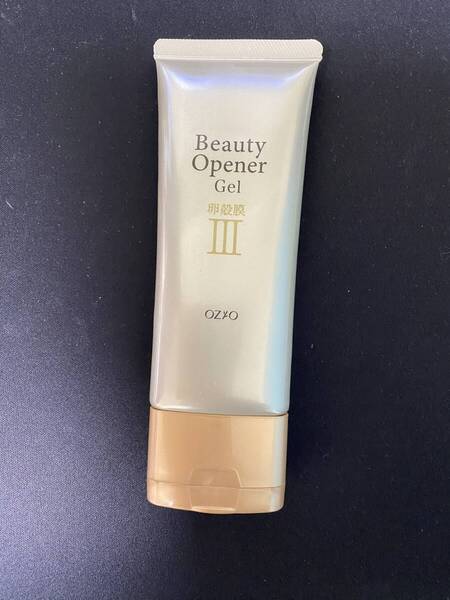 Beauty
Opener
Gel
卵殻膜
III
OZIO